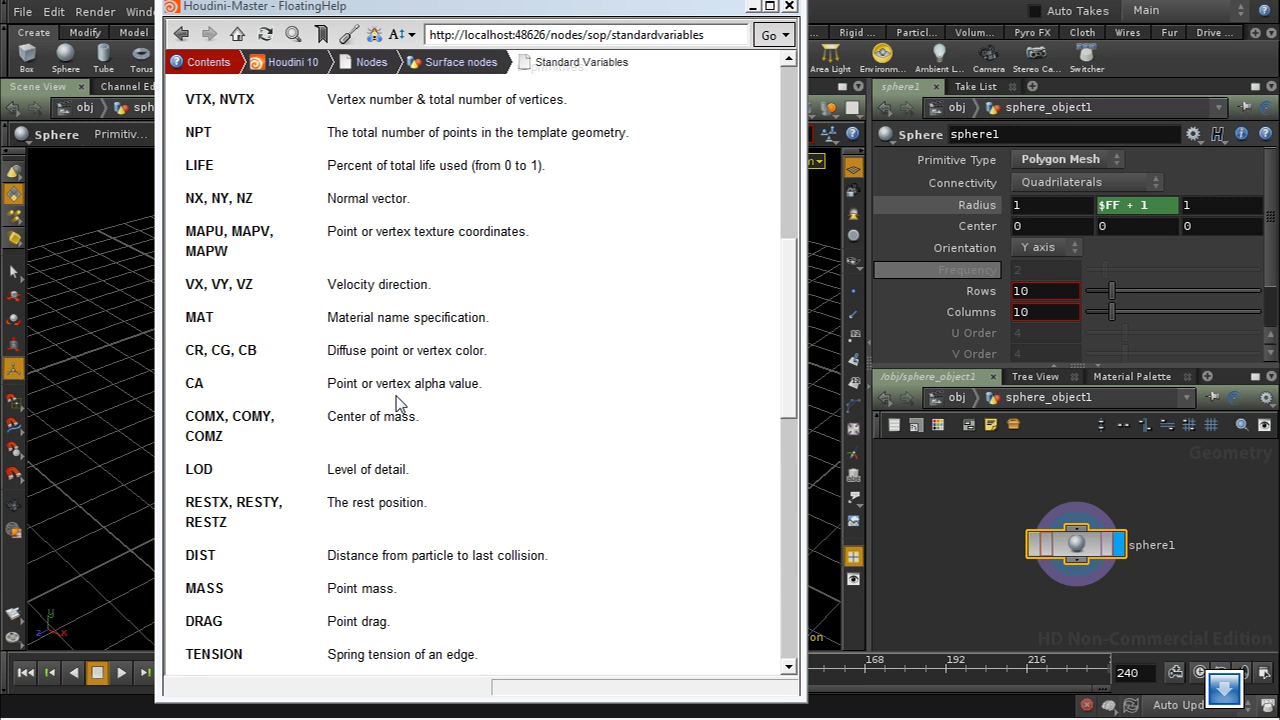 File Edit Render Windo
Houdini-Master - FloatingHelp
Auto Takes Main
Create Modify Model
Rigid ... Particl... Volum... Pyro FX Cloth Wires Fur Drive ...
http://localhost:48626/nodes/sop/standardvariables Go
Box Sphere Tube Torus
Area Light Environ... Ambient L... Camera Stereo Ca... Switcher
Contents Houdini 10 Nodes Surface nodes Standard Variables
Scene View Channel Ed
sphere1 Take List
obj sph
obj sphere_object1
Sphere Primitiv...
Sphere sphere1
VTX, NVTX Vertex number & total number of vertices.
NPT The total number of points in the template geometry.
LIFE Percent of total life used (from 0 to 1).
NX, NY, NZ Normal vector.
MAPU, MAPV, Point or vertex texture coordinates.
MAPW
VX, VY, VZ Velocity direction.
MAT Material name specification.
CR, CG, CB Diffuse point or vertex color.
CA Point or vertex alpha value.
COMX, COMY, Center of mass.
COMZ
LOD Level of detail.
RESTX, RESTY, The rest position.
RESTZ
DIST Distance from particle to last collision.
MASS Point mass.
DRAG Point drag.
TENSION Spring tension of an edge.
Primitive Type Polygon Mesh
Connectivity Quadrilaterals
Radius 1 $FF + 1 1
Center 0 0 0
Orientation Y axis
Frequency 2
Rows 10
Columns 10
U Order 4
V Order 4
/obj/sphere_object1 Tree View Material Palette
obj sphere_object1
Geometry
sphere1
HD Non-Commercial Edition
y
z x
on
168 192 216
240
Auto Up